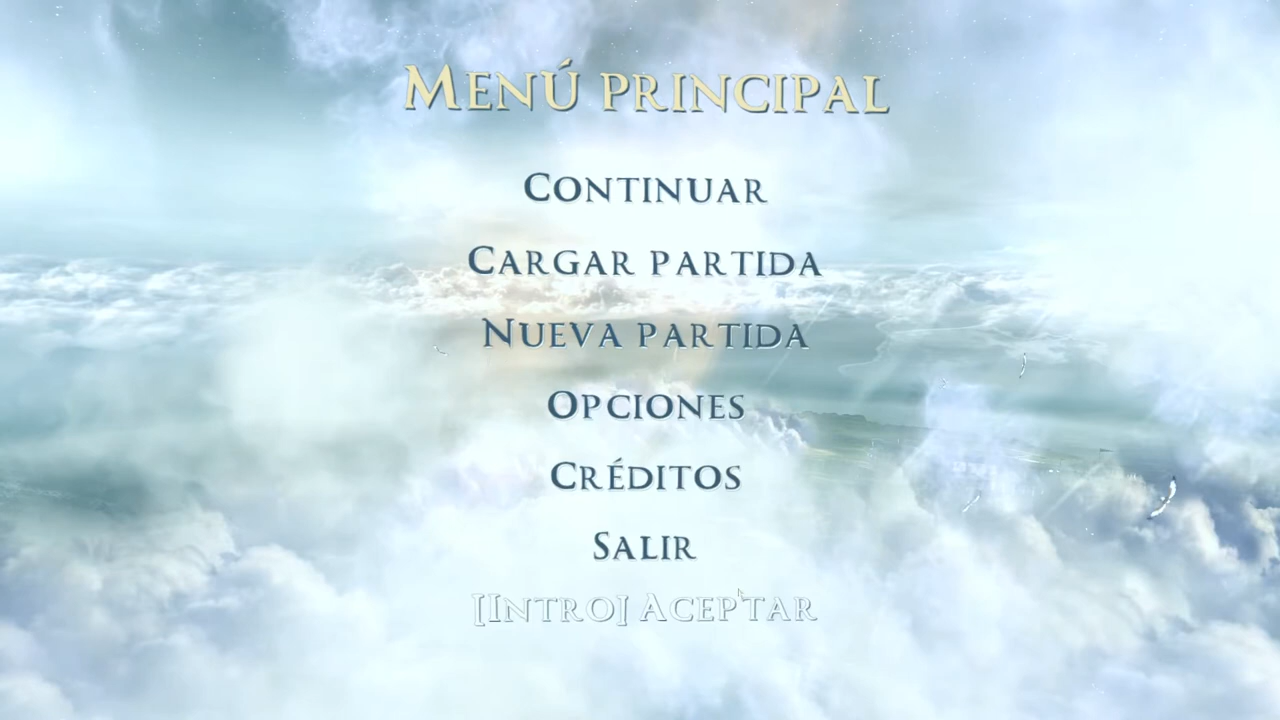 Menú principal
Continuar
Cargar partida
Nueva partida
Opciones
Créditos
Salir
[Intro] Aceptar